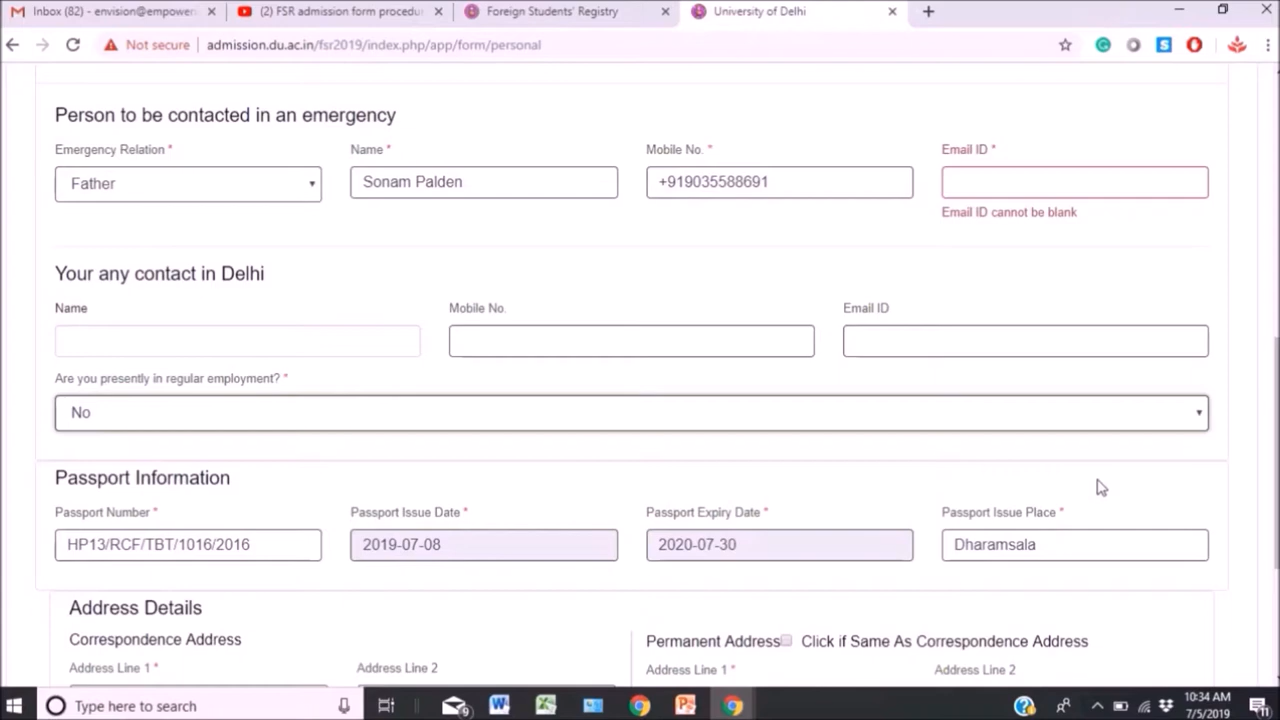 Inbox (82) - envision@empower
(2) FSR admission form procedu
Foreign Students' Registry
University of Delhi
Not secure
admission.du.ac.in/fsr2019/index.php/app/form/personal
Person to be contacted in an emergency
Emergency Relation *
Name *
Mobile No. *
Email ID *
Father
Sonam Palden
+919035588691
Email ID cannot be blank
Your any contact in Delhi
Name
Mobile No.
Email ID
Are you presently in regular employment? *
No
Passport Information
Passport Number *
Passport Issue Date *
Passport Expiry Date *
Passport Issue Place *
HP13/RCF/TBT/1016/2016
2019-07-08
2020-07-30
Dharamsala
Address Details
Correspondence Address
Permanent Address
Click if Same As Correspondence Address
Address Line 1 *
Address Line 2
Address Line 1 *
Address Line 2
Type here to search
9
10:34 AM
7/5/2019
11